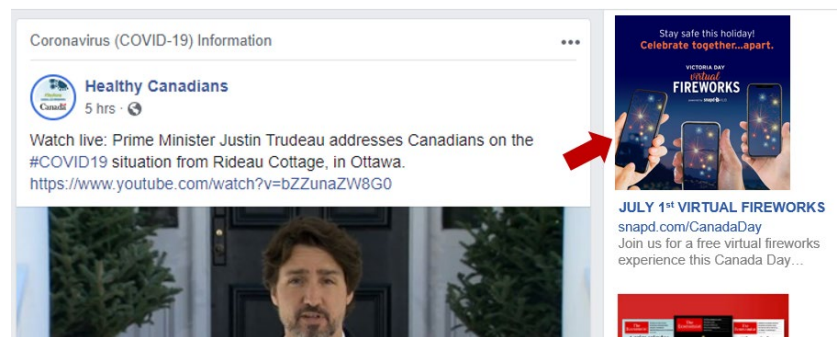 Coronavirus (COVID-19) Information
Healthy Canadians
5 hrs ·
Watch live: Prime Minister Justin Trudeau addresses Canadians on the
#COVID19 situation from Rideau Cottage, in Ottawa.
https://www.youtube.com/watch?v=bZZunaZW8G0
Canada
Stay safe this holiday!
Celebrate together...apart.
VICTORIA DAY
virtual
FIREWORKS
JULY 1st VIRTUAL FIREWORKS
snapd.com/CanadaDay
Join us for a free virtual fireworks
experience this Canada Day...